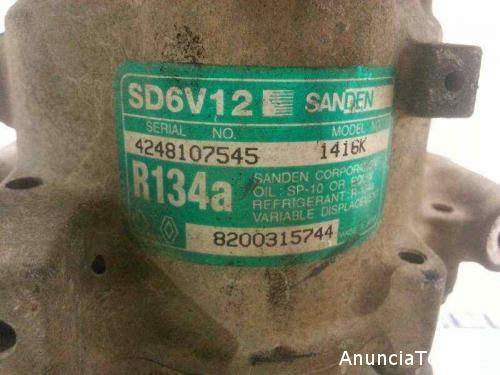 SD6V12 SANDEN
SERIAL NO. MODEL NO.
4248107545 1416K
R134a
SANDEN CORPORATION
OIL: SP-10 OR
REFRIGERANT: R-134a
VARIABLE DISPLACEMENT
8200315744